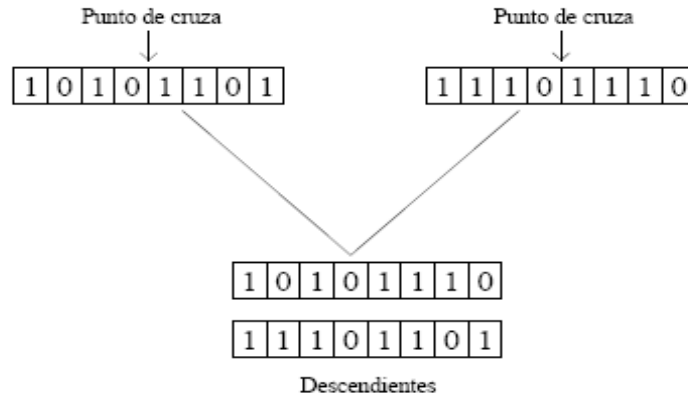 Punto de cruza Punto de cruza
1 0 1 0 1 1 0 1 1 1 1 0 1 1 1 0
1 0 1 0 1 1 1 0
1 1 1 0 1 1 0 1
Descendientes